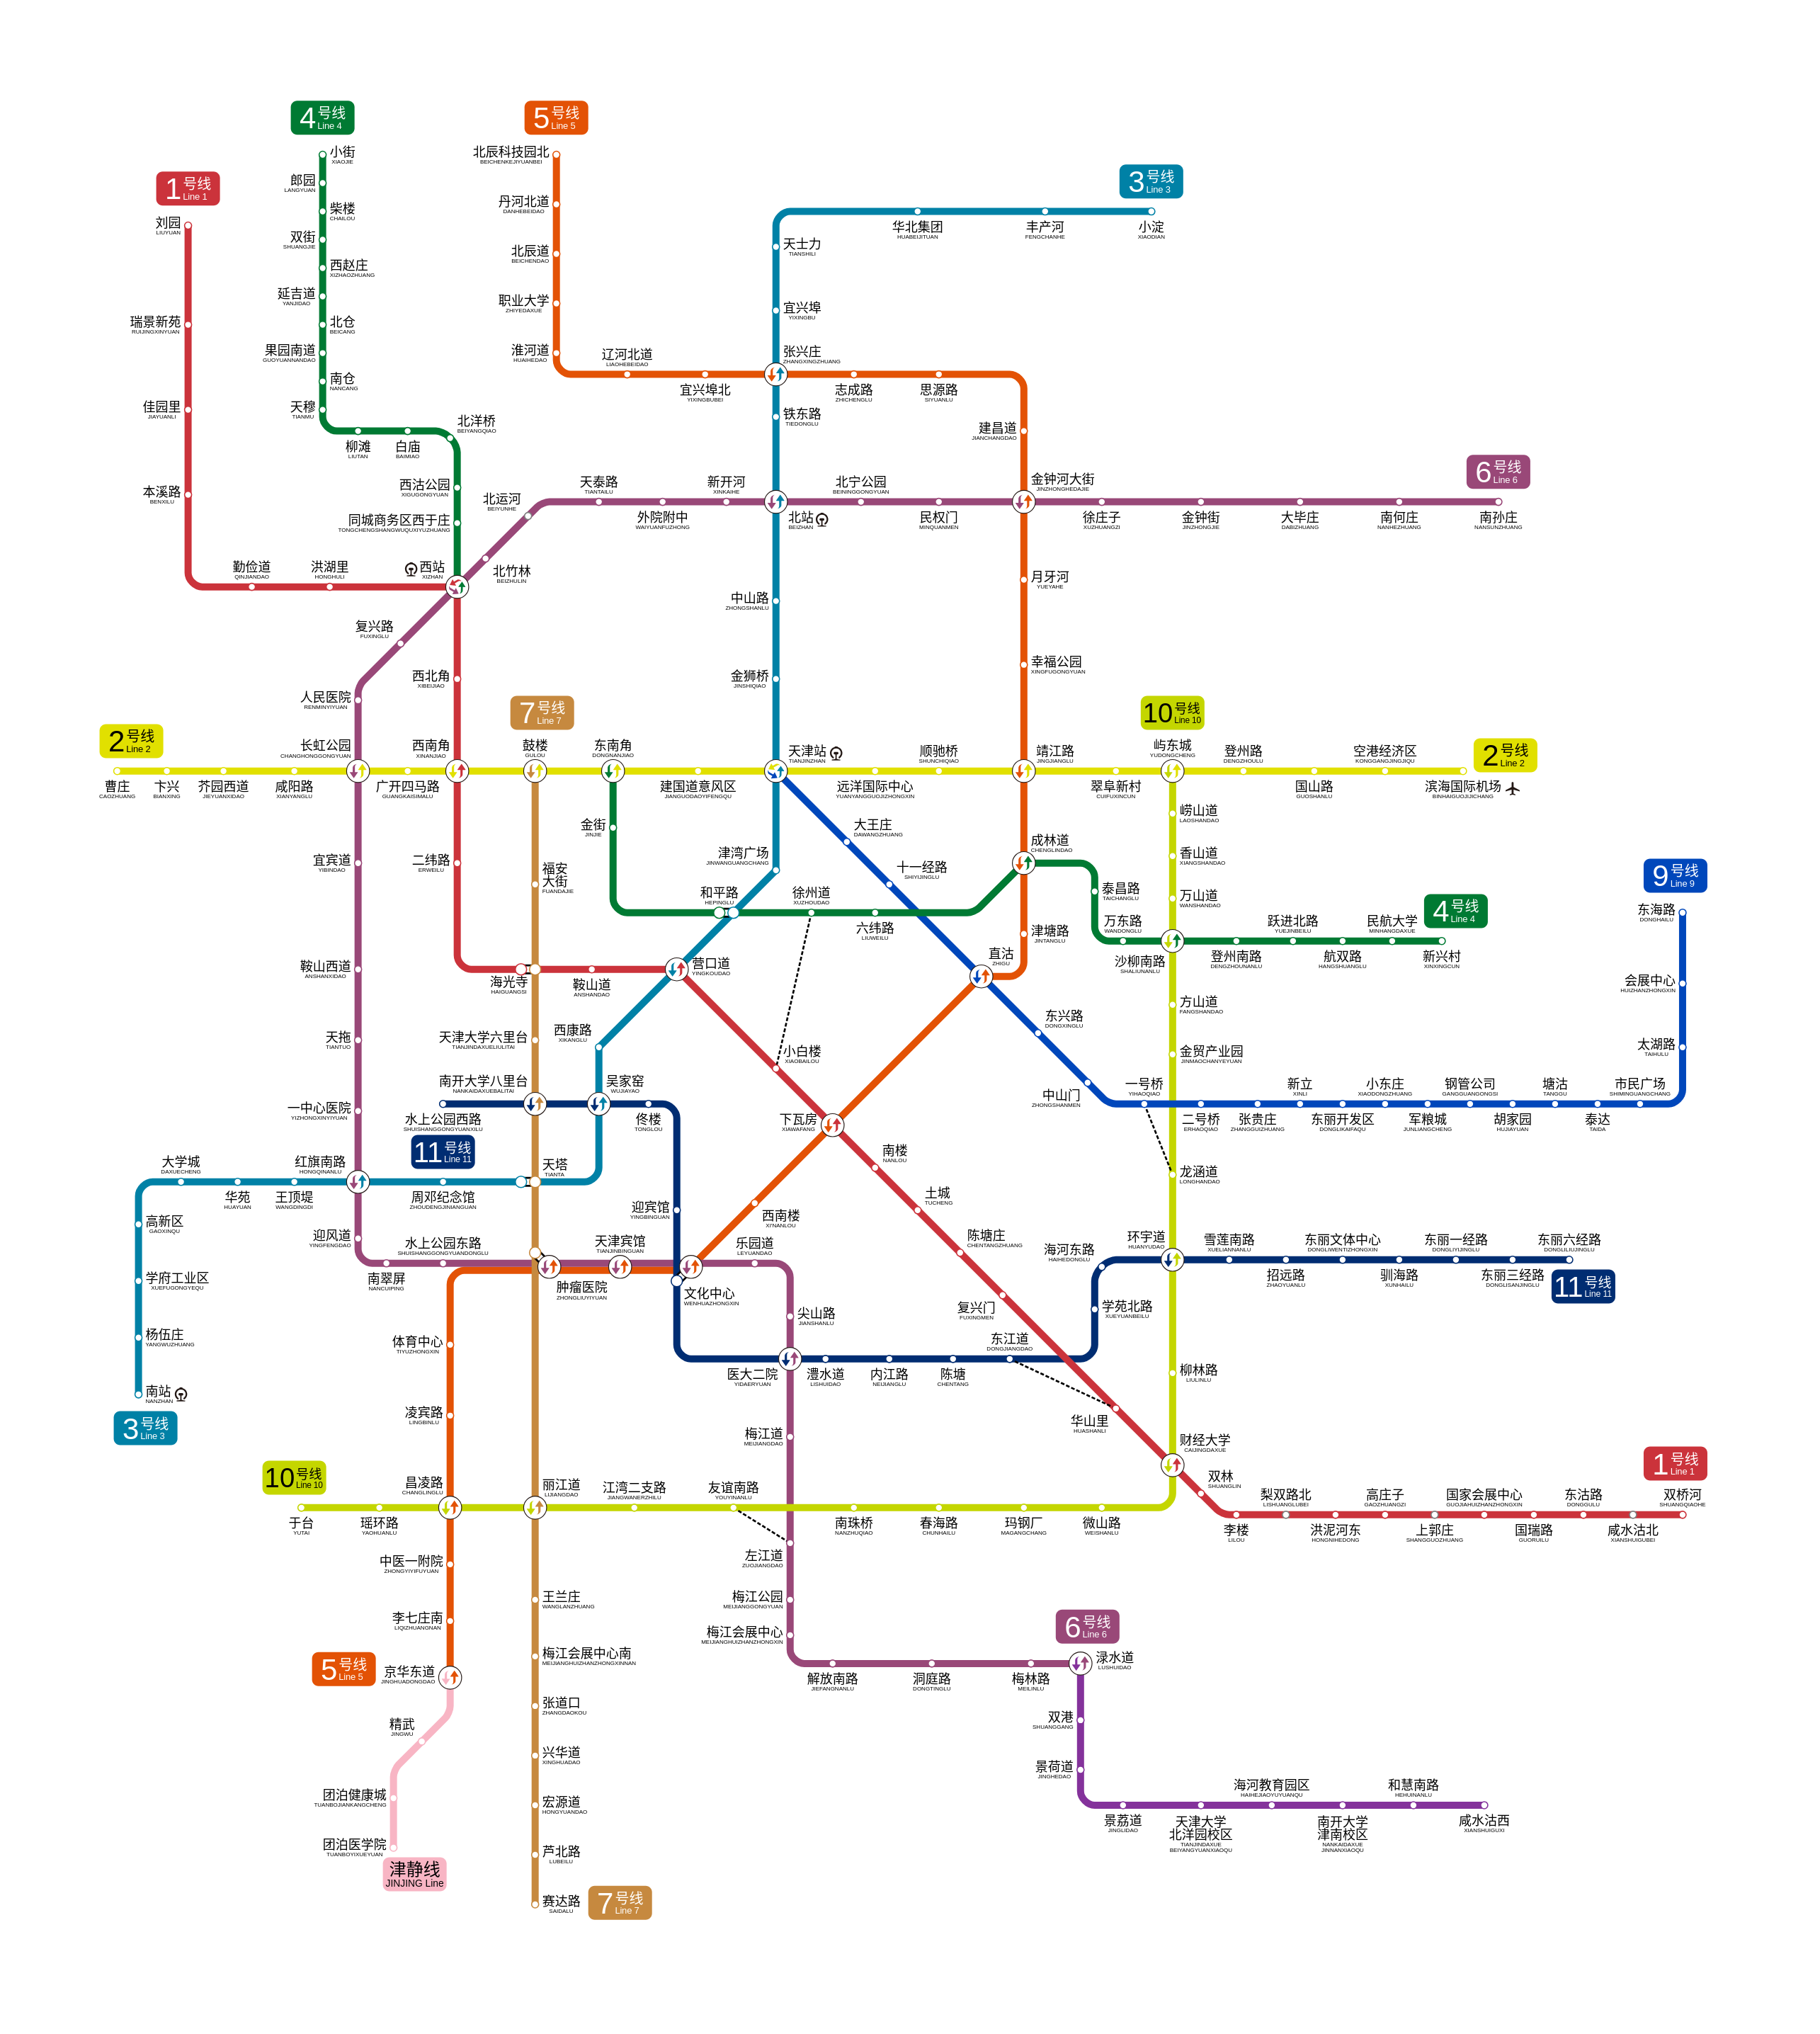 4号线
Line 4
5号线
Line 5
小街
XIAOJIE
北辰科技园北
BEICHENKEJIYUANBEI
3号线
Line 3
1号线
Line 1
郎园
LANGYUAN
丹河北道
DANHEBEIDAO
柴楼
CHAILOU
刘园
LIUYUAN
华北集团
HUABEIJITUAN
丰产河
FENGCHANHE
小淀
XIAODIAN
双街
SHUANGJIE
北辰道
BEICHENDAO
天士力
TIANSHILI
西赵庄
XIZHAOZHUANG
延吉道
YANJIDAO
职业大学
ZHIYEDAXUE
宜兴埠
YIXINGBU
瑞景新苑
RUIJINGXINYUAN
北仓
BEICANG
果园南道
GUOYUANNANDAO
淮河道
HUAIHEDAO
辽河北道
LIAOHEBEIDAO
张兴庄
ZHANGXINGZHUANG
南仓
NANCANG
宜兴埠北
YIXINGBUBEI
志成路
ZHICHENGLU
思源路
SIYUANLU
佳园里
JIAYUANLI
天穆
TIANMU
铁东路
TIEDONGLU
北洋桥
BEIYANGQIAO
建昌道
JIANCHANGDAO
柳滩
LIUTAN
白庙
BAIMIAO
6号线
Line 6
本溪路
BENXILU
西沽公园
XIGUGONGYUAN
北运河
BEIYUNHE
天泰路
TIANTAILU
新开河
XINKAIHE
北宁公园
BEININGGONGYUAN
金钟河大街
JINZHONGHEDAJIE
同城商务区西于庄
TONGCHENGSHANGWUQUXIYUZHUANG
外院附中
WAIYUANFUZHONG
北站
BEIZHAN
民权门
MINQUANMEN
徐庄子
XUZHUANGZI
金钟街
JINZHONGJIE
大毕庄
DABIZHUANG
南何庄
NANHEZHUANG
南孙庄
NANSUNZHUANG
勤俭道
QINJIANDAO
洪湖里
HONGHULI
西站
XIZHAN
北竹林
BEIZHULIN
月牙河
YUEYAHE
中山路
ZHONGSHANLU
复兴路
FUXINGLU
西北角
XIBEIJIAO
金狮桥
JINSHIQIAO
幸福公园
XINGFUGONGYUAN
人民医院
RENMINYIYUAN
7号线
Line 7
10号线
Line 10
2号线
Line 2
长虹公园
CHANGHONGGONGYUAN
西南角
XINANJIAO
鼓楼
GULOU
东南角
DONGNANJIAO
天津站
TIANJINZHAN
顺驰桥
SHUNCHIQIAO
靖江路
JINGJIANGLU
屿东城
YUDONGCHENG
登州路
DENGZHOULU
空港经济区
KONGGANGJINGJIQU
2号线
Line 2
曹庄
CAOZHUANG
卞兴
BIANXING
芥园西道
JIEYUANXIDAO
咸阳路
XIANYANGLU
广开四马路
GUANGKAISIMALU
建国道意风区
JIANGUODAOYIFENGQU
远洋国际中心
YUANYANGGUOJIZHONGXIN
翠阜新村
CUIFUXINCUN
国山路
GUOSHANLU
滨海国际机场
BINHAIGUOJIJICHANG
金街
JINJIE
大王庄
DAWANGZHUANG
崂山道
LAOSHANDAO
宜宾道
YIBINDAO
二纬路
ERWEILU
福安
大街
FUANDAJIE
津湾广场
JINWANGUANGCHANG
十一经路
SHIYIJINGLU
成林道
CHENGLINDAO
香山道
XIANGSHANDAO
9号线
Line 9
和平路
HEPINGLU
徐州道
XUZHOUDAO
泰昌路
TAICHANGLU
万山道
WANSHANDAO
4号线
Line 4
东海路
DONGHAILU
六纬路
LIUWEILU
津塘路
JINTANGLU
万东路
WANDONGLU
跃进北路
YUEJINBEILU
民航大学
MINHANGDAXUE
鞍山西道
ANSHANXIDAO
海光寺
HAIGUANGSI
鞍山道
ANSHANDAO
营口道
YINGKOUDAO
直沽
ZHIGU
沙柳南路
SHALIUNANLU
登州南路
DENGZHOUNANLU
航双路
HANGSHUANGLU
新兴村
XINXINGCUN
会展中心
HUIZHANZHONGXIN
方山道
FANGSHANDAO
天拖
TIANTUO
天津大学六里台
TIANJINDAXUELIULITAI
西康路
XIKANGLU
东兴路
DONGXINGLU
太湖路
TAIHULU
小白楼
XIAOBAILOU
金贸产业园
JINMAOCHANYEYUAN
南开大学八里台
NANKAIDAXUEBALITAI
吴家窑
WUJIAYAO
中山门
ZHONGSHANMEN
一号桥
YIHAOQIAO
新立
XINLI
小东庄
XIAODONGZHUANG
钢管公司
GANGGUANGONGSI
塘沽
TANGGU
市民广场
SHIMINGUANGCHANG
一中心医院
YIZHONGXINYIYUAN
水上公园西路
SHUISHANGGONGYUANXILU
佟楼
TONGLOU
下瓦房
XIAWAFANG
二号桥
ERHAOQIAO
张贵庄
ZHANGGUIZHUANG
东丽开发区
DONGLIKAIFAQU
军粮城
JUNLIANGCHENG
胡家园
HUJIAYUAN
泰达
TAIDA
11号线
Line 11
南楼
NANLOU
大学城
DAXUECHENG
红旗南路
HONGQINANLU
天塔
TIANTA
龙涵道
LONGHANDAO
华苑
HUAYUAN
王顶堤
WANGDINGDI
周邓纪念馆
ZHOUDENGJINIANGUAN
土城
TUCHENG
高新区
GAOXINQU
迎风道
YINGFENGDAO
水上公园东路
SHUISHANGGONGYUANDONGLU
天津宾馆
TIANJINBINGUAN
迎宾馆
YINGBINGUAN
西南楼
XI'NANLOU
乐园道
LEYUANDAO
陈塘庄
CHENTANGZHUANG
海河东路
HAIHEDONGLU
环宇道
HUANYUDAO
雪莲南路
XUELIANNANLU
东丽文体中心
DONGLIWENTIZHONGXIN
东丽一经路
DONGLIYIJINGLU
东丽六经路
DONGLILIUJINGLU
学府工业区
XUEFUGONGYEQU
南翠屏
NANCUIPING
肿瘤医院
ZHONGLIUYIYUAN
文化中心
WENHUAZHONGXIN
招远路
ZHAOYUANLU
驯海路
XUNHAILU
东丽三经路
DONGLISANJINGLU
11号线
Line 11
尖山路
JIANSHANLU
复兴门
FUXINGMEN
学苑北路
XUEYUANBEILU
杨伍庄
YANGWUZHUANG
体育中心
TIYUZHONGXIN
东江道
DONGJIANGDAO
医大二院
YIDAERYUAN
澧水道
LISHUIDAO
内江路
NEIJIANGLU
陈塘
CHENTANG
柳林路
LIULINLU
南站
NANZHAN
3号线
Line 3
凌宾路
LINGBINLU
梅江道
MEIJIANGDAO
华山里
HUASHANLI
财经大学
CAIJINGDAXUE
10号线
Line 10
昌凌路
CHANGLINGLU
丽江道
LIJIANGDAO
江湾二支路
JIANGWANERZHILU
友谊南路
YOUYINANLU
双林
SHUANGLIN
1号线
Line 1
梨双路北
LISHUANGLUBEI
高庄子
GAOZHUANGZI
国家会展中心
GUOJIAHUIZHANZHONGXIN
东沽路
DONGGULU
双桥河
SHUANGQIAOHE
于台
YUTAI
瑶环路
YAOHUANLU
南珠桥
NANZHUQIAO
春海路
CHUNHAILU
玛钢厂
MAGANGCHANG
微山路
WEISHANLU
李楼
LILOU
洪泥河东
HONGNIHEDONG
上郭庄
SHANGGUOZHUANG
国瑞路
GUORUILU
咸水沽北
XIANSHUIGUBEI
中医一附院
ZHONGYIYIFUYUAN
左江道
ZUOJIANGDAO
王兰庄
WANGLANZHUANG
梅江公园
MEIJIANGGONGYUAN
李七庄南
LIQIZHUANGNAN
梅江会展中心
MEIJIANGHUIZHANZHONGXIN
6号线
Line 6
5号线
Line 5
京华东道
JINGHUADONGDAO
梅江会展中心南
MEIJIANGHUIZHANZHONGXINNAN
渌水道
LUSHUIDAO
解放南路
JIEFANGNANLU
洞庭路
DONGTINGLU
梅林路
MEILINLU
精武
JINGWU
张道口
ZHANGDAOKOU
双港
SHUANGGANG
兴华道
XINGHUADAO
景荷道
JINGHEDAO
团泊健康城
TUANBOJIANKANGCHENG
宏源道
HONGYUANDAO
海河教育园区
HAIHEJIAOYUYUANQU
和慧南路
HEHUINANLU
景荔道
JINGLIDAO
天津大学
北洋园校区
TIANJINDAXUE
BEIYANGYUANXIAOQU
南开大学
津南校区
NANKAIDAXUE
JINNANXIAOQU
咸水沽西
XIANSHUIGUXI
团泊医学院
TUANBOYIXUEYUAN
芦北路
LUBEILU
津静线
JINJING Line
赛达路
SAIDALU
7号线
Line 7